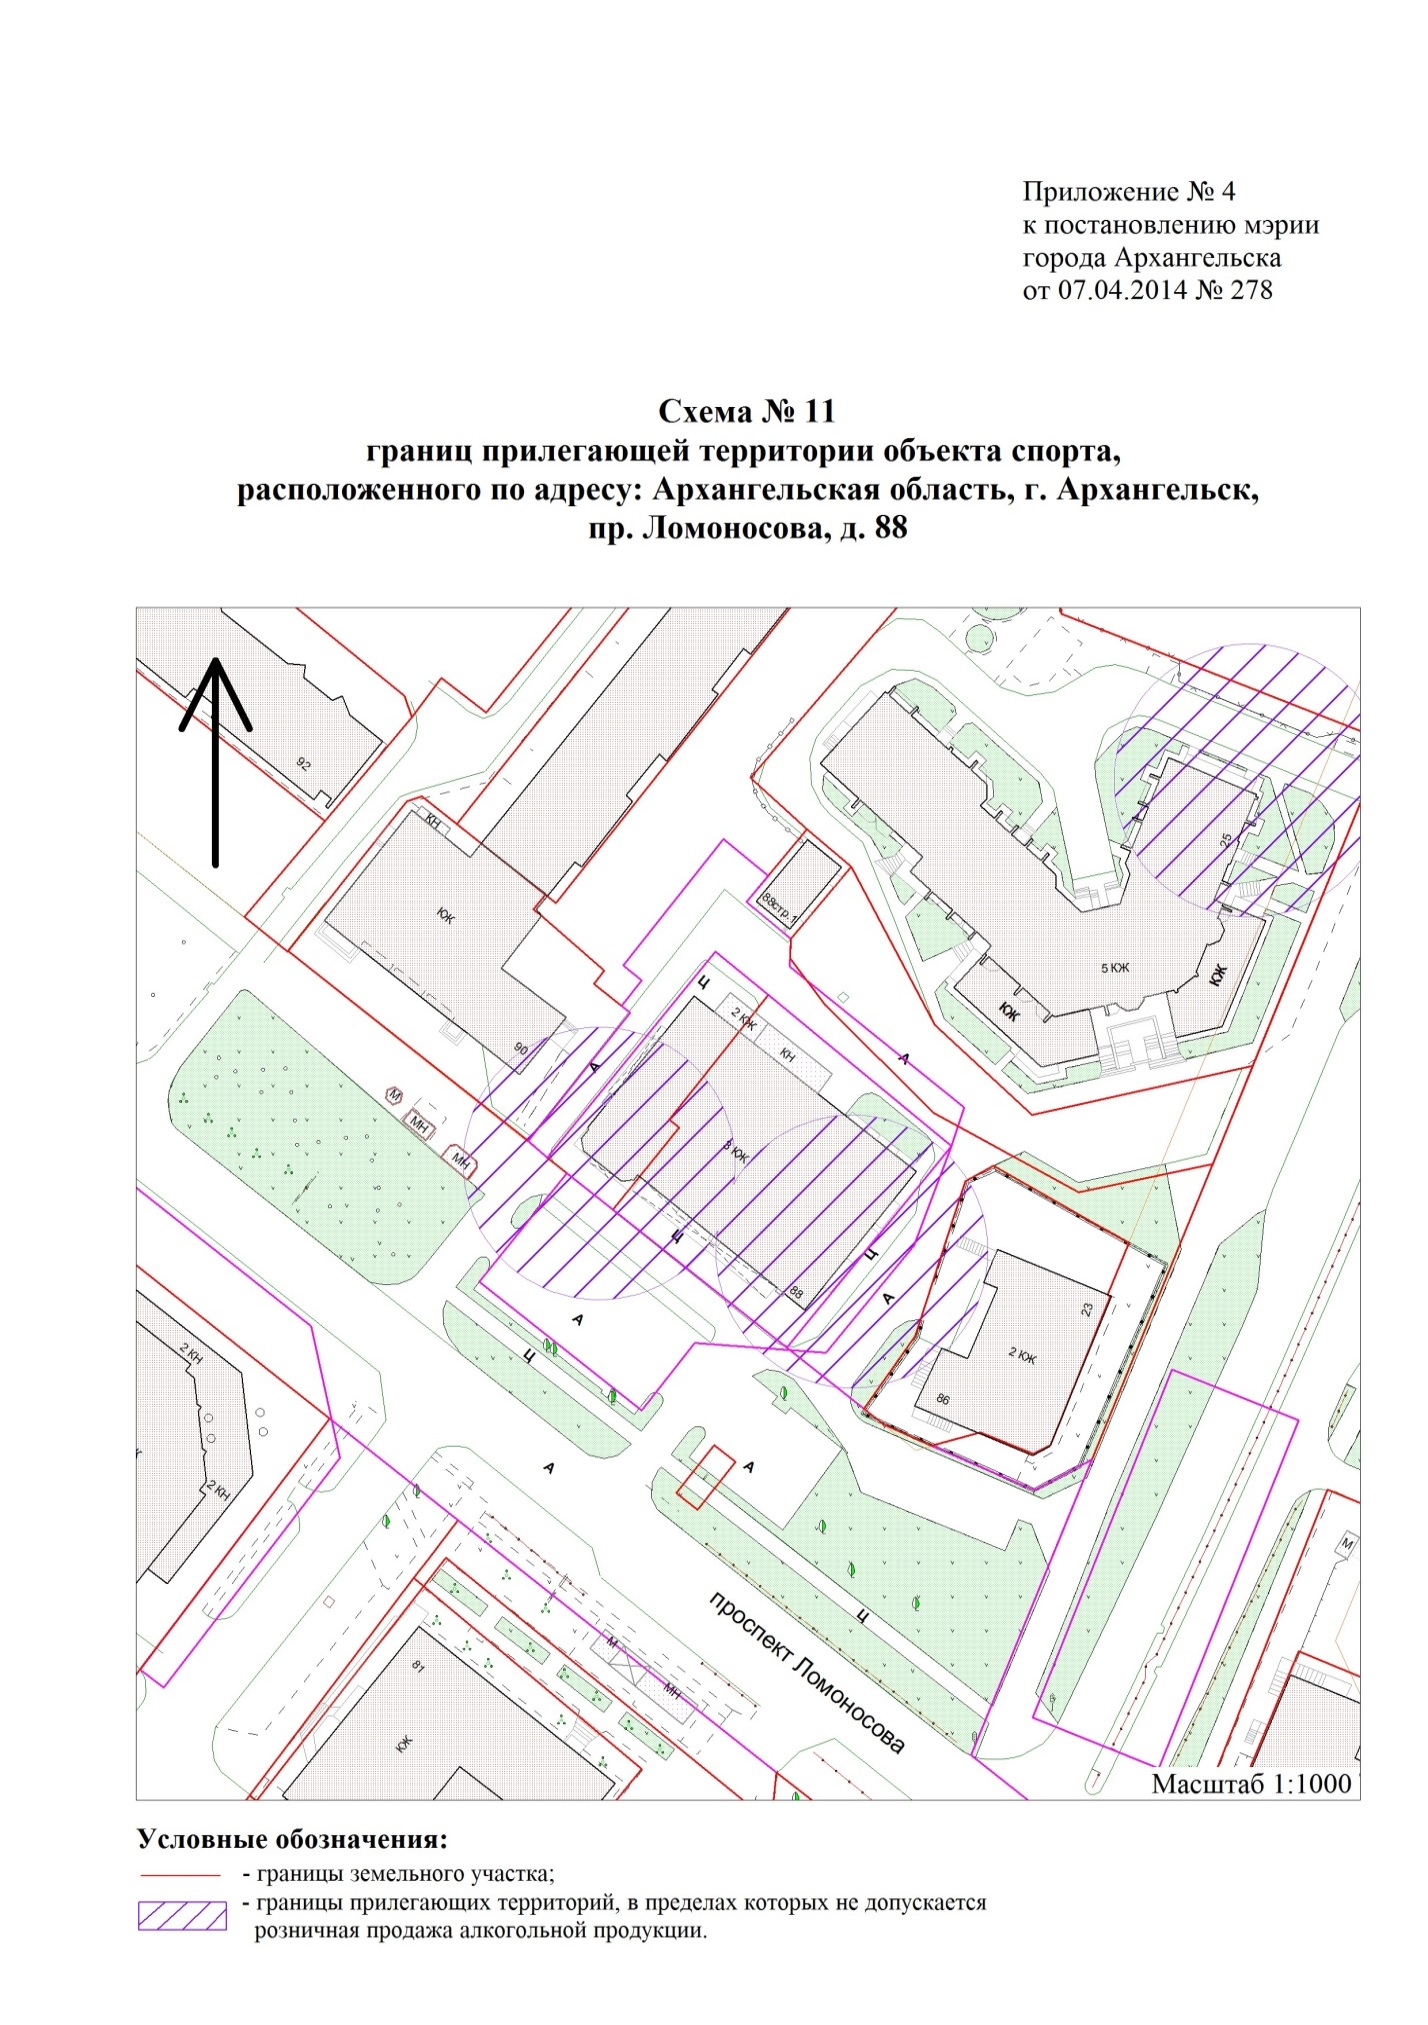 Приложение № 4
к постановлению мэрии
города Архангельска
от 07.04.2014 № 278
Схема № 11
границ прилегающей территории объекта спорта,
расположенного по адресу: Архангельская область, г. Архангельск,
пр. Ломоносова, д. 88
92
КН
КЖ
90
88стр.1
25
5 КЖ
КЖ
КЖ
Ц
2 КЖ
КН
А
А
М
МН
МН
3 КЖ
Ц
Ц
88
А
А
23
2 КЖ
86
Ц
2 КН
2 КН
А
А
М
Ц
проспект Ломоносова
М
МН
81
КЖ
Масштаб 1:1000
Условные обозначения:
- границы земельного участка;
- границы прилегающих территорий, в пределах которых не допускается
розничная продажа алкогольной продукции.